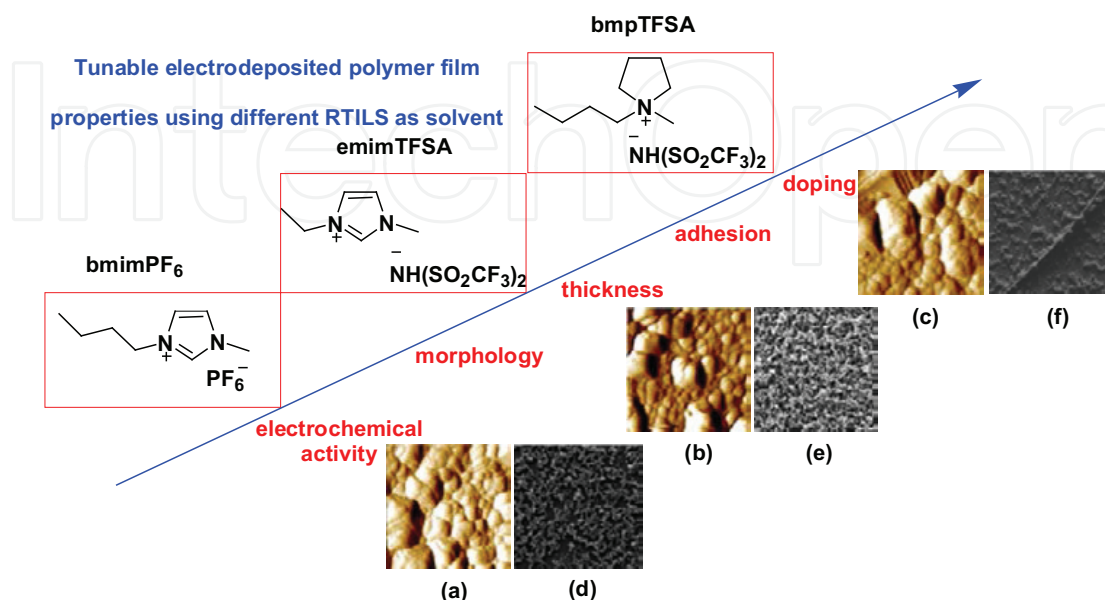 bmpTFSA
Tunable electrodeposited polymer film
properties using different RTILS as solvent
N
+
−
NH(SO2CF3)2
emimTFSA
N
+
N
−
NH(SO2CF3)2
bmimPF6
N
+
N
PF6−
doping
adhesion
thickness
morphology
electrochemical
activity
(c)
(f)
(b)
(e)
(a)
(d)
IntechOpen